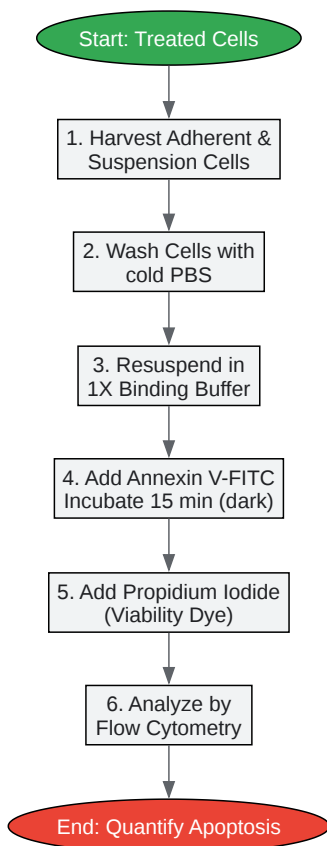 Start: Treated Cells
1. Harvest Adherent &
Suspension Cells
2. Wash Cells with
cold PBS
3. Resuspend in
1X Binding Buffer
4. Add Annexin V-FITC
Incubate 15 min (dark)
5. Add Propidium Iodide
(Viability Dye)
6. Analyze by
Flow Cytometry
End: Quantify Apoptosis